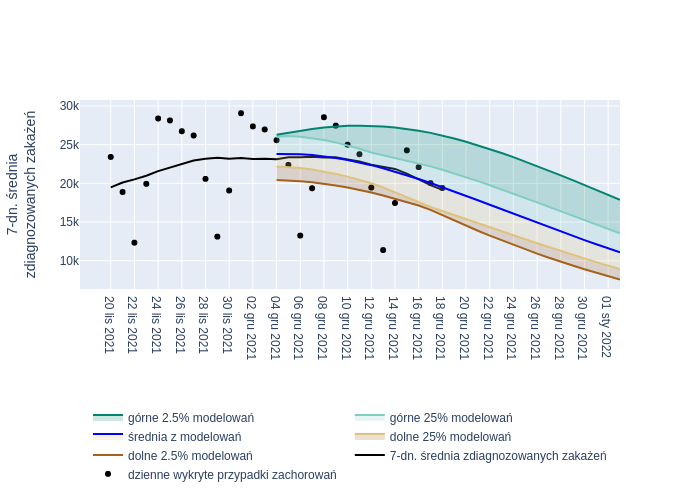 7-dn. średnia
zdiagnozowanych zakażeń
30k
25k
20k
15k
10k
20 lis 2021
22 lis 2021
24 lis 2021
26 lis 2021
28 lis 2021
30 lis 2021
02 gru 2021
04 gru 2021
06 gru 2021
08 gru 2021
10 gru 2021
12 gru 2021
14 gru 2021
16 gru 2021
18 gru 2021
20 gru 2021
22 gru 2021
24 gru 2021
26 gru 2021
28 gru 2021
30 gru 2021
01 sty 2022
górne 2.5% modelowań
górne 25% modelowań
średnia z modelowań
dolne 25% modelowań
dolne 2.5% modelowań
7-dn. średnia zdiagnozowanych zakażeń
dzienne wykryte przypadki zachorowań